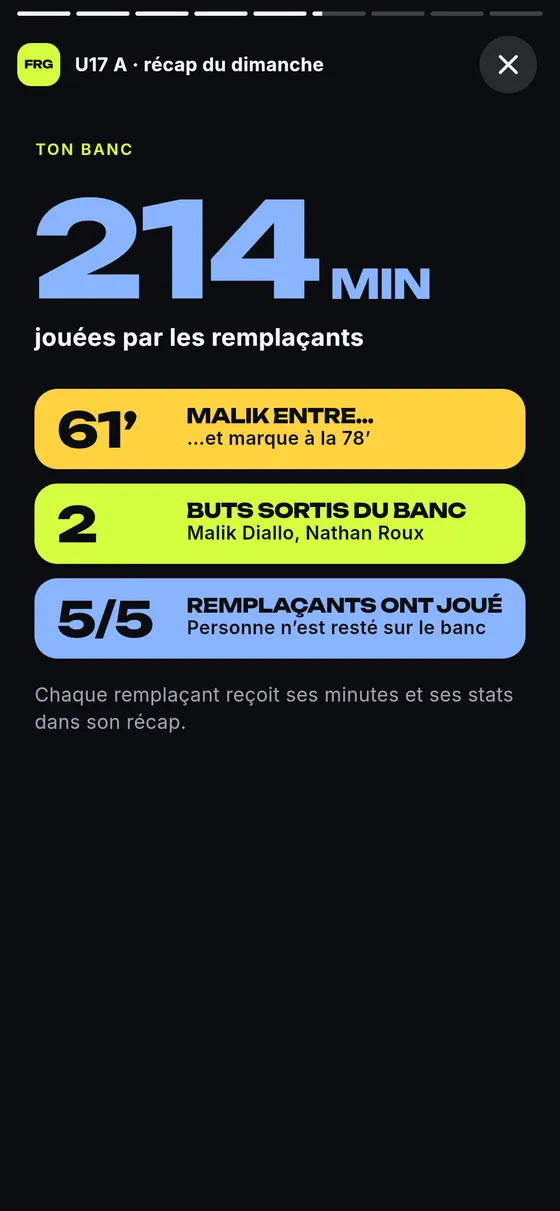 FRG
U17 A · récap du dimanche
TON BANC
214 MIN
jouées par les remplaçants
61’
MALIK ENTRE...
...et marque à la 78’
2
BUTS SORTIS DU BANC
Malik Diallo, Nathan Roux
5/5
REMPLAÇANTS ONT JOUÉ
Personne n’est resté sur le banc
Chaque remplaçant reçoit ses minutes et ses stats
dans son récap.